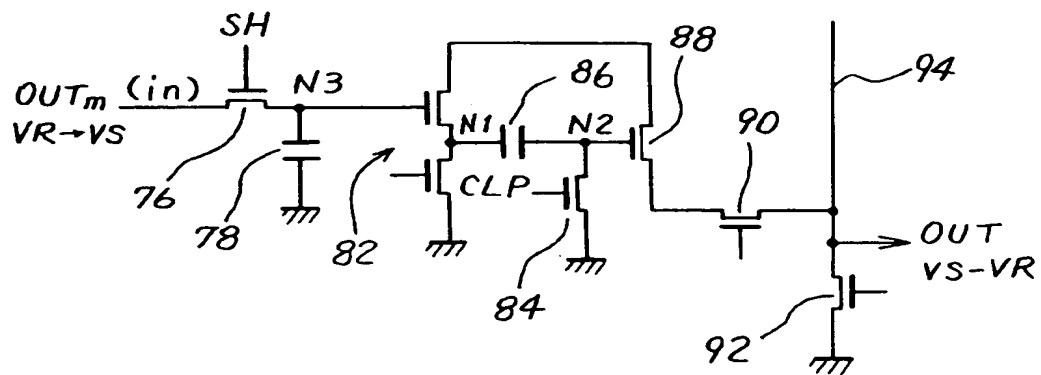 SH
OUTm (in)
VR→VS
N3
76
78
82
N1
86
N2
88
CLP
84
90
94
OUT
VS-VR
92